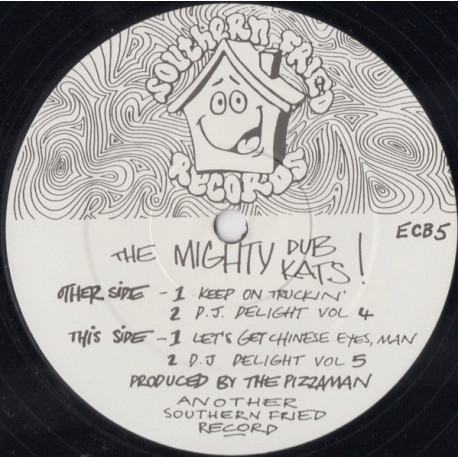 SOUTHERN FRIED
RECORDS
THE MIGHTY DUB KATS!
ECB5
OTHER SIDE - 1 KEEP ON TRUCKIN'
2 D.J. DELIGHT VOL 4
THIS SIDE - 1 LET'S GET CHINESE EYES, MAN
2 D.J DELIGHT VOL 5
PRODUCED BY THE PIZZAMAN
ANOTHER
SOUTHERN FRIED
RECORD